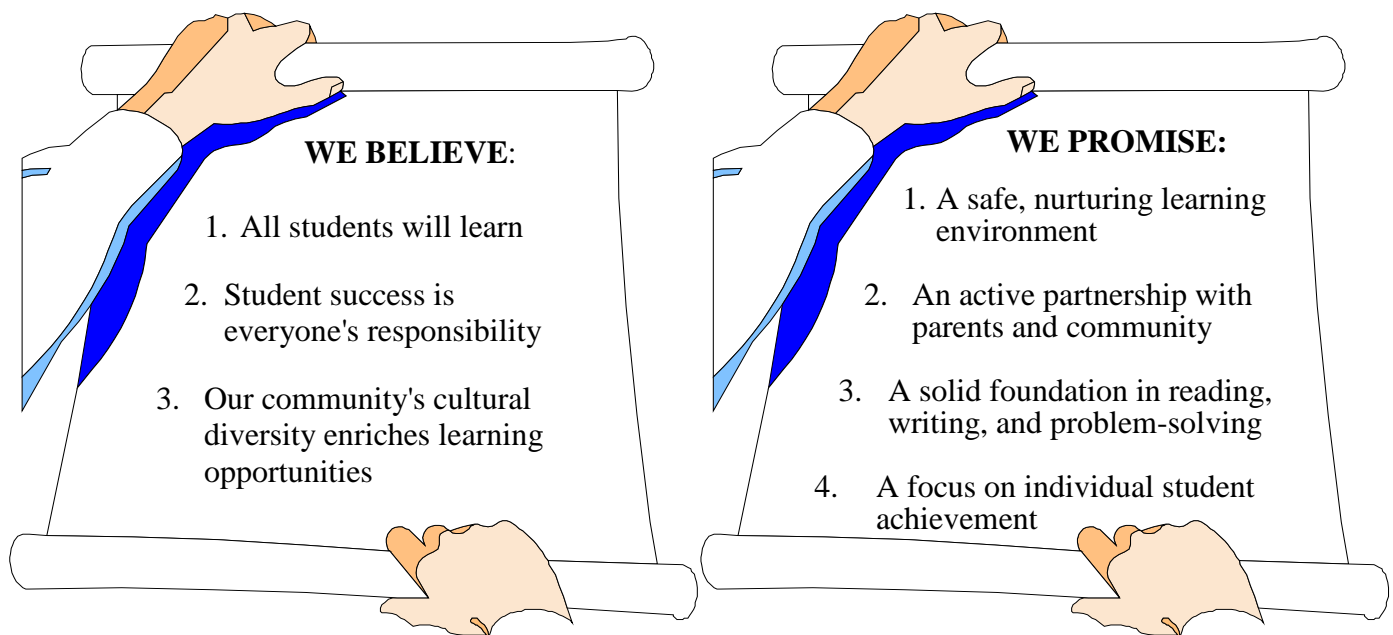 WE BELIEVE:
1. All students will learn
2. Student success is
everyone's responsibility
3. Our community's cultural
diversity enriches learning
opportunities
WE PROMISE:
1. A safe, nurturing learning
environment
2. An active partnership with
parents and community
3. A solid foundation in reading,
writing, and problem-solving
4. A focus on individual student
achievement